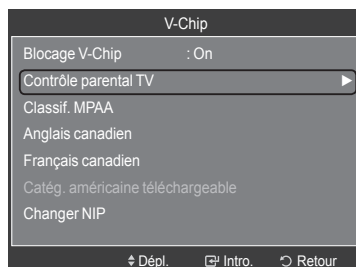 V-Chip
Blocage V-Chip : On
Contrôle parental TV
Classif. MPAA
Anglais canadien
Français canadien
Catég. américaine téléchargeable
Changer NIP
Dépl. Intro. Retour